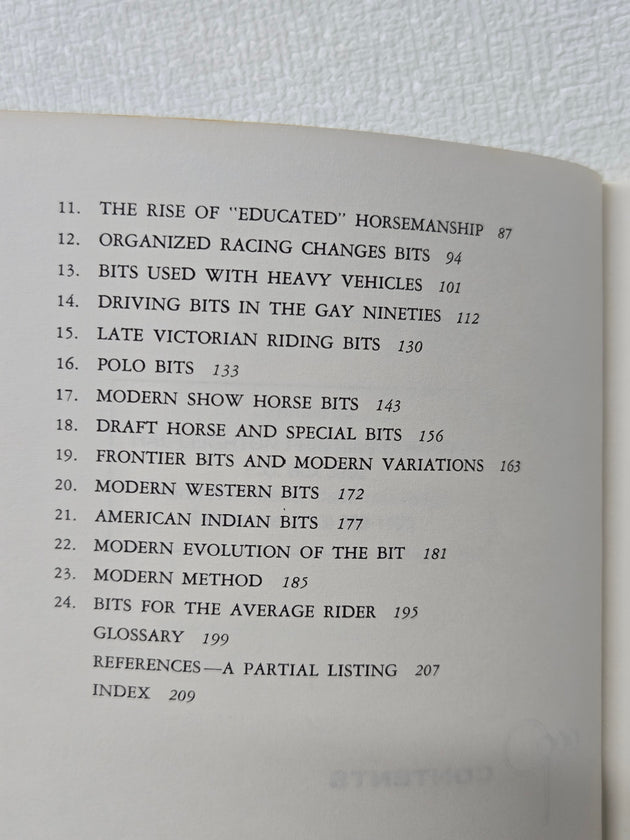 11. THE RISE OF "EDUCATED" HORSEMANSHIP 87
12. ORGANIZED RACING CHANGES BITS 94
13. BITS USED WITH HEAVY VEHICLES 101
14. DRIVING BITS IN THE GAY NINETIES 112
15. LATE VICTORIAN RIDING BITS 130
16. POLO BITS 133
17. MODERN SHOW HORSE BITS 143
18. DRAFT HORSE AND SPECIAL BITS 156
19. FRONTIER BITS AND MODERN VARIATIONS 163
20. MODERN WESTERN BITS 172
21. AMERICAN INDIAN BITS 177
22. MODERN EVOLUTION OF THE BIT 181
23. MODERN METHOD 185
24. BITS FOR THE AVERAGE RIDER 195
GLOSSARY 199
REFERENCES—A PARTIAL LISTING 207
INDEX 209
CONTENTS